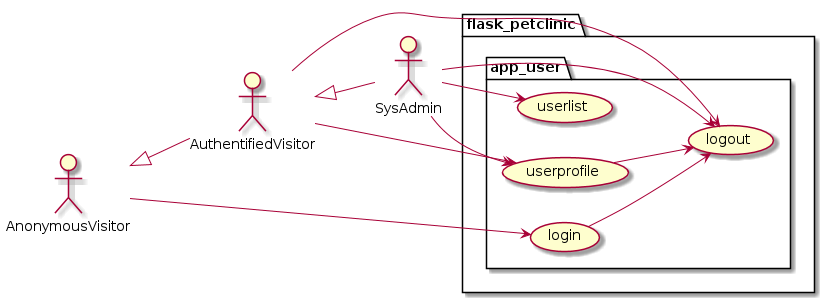 flask_petclinic
app_user
SysAdmin
userlist
AuthentifiedVisitor
logout
userprofile
AnonymousVisitor
login